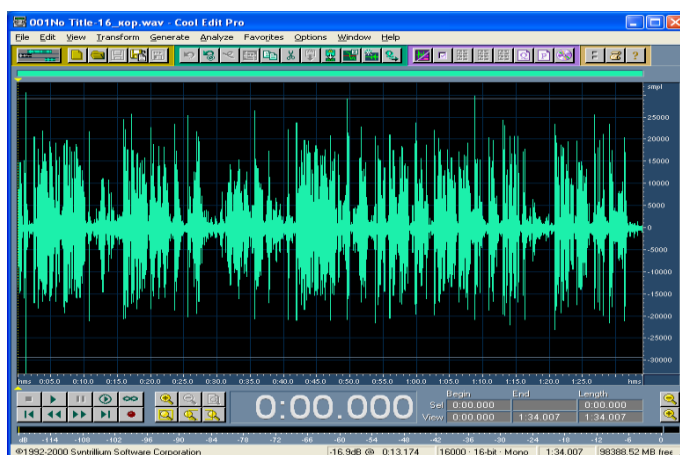 001No Title-16_кор.wav - Cool Edit Pro
File Edit View Transform Generate Analyze Favorites Options Window Help
F ?
smpl
25000
20000
15000
10000
5000
0
-5000
-10000
-15000
-20000
-25000
-30000
hms 0:05.0 0:10.0 0:15.0 0:20.0 0:25.0 0:30.0 0:35.0 0:40.0 0:45.0 0:50.0 0:55.0 1:00.0 1:05.0 1:10.0 1:15.0 1:20.0 1:25.0 hms
0:00.000
Begin End Length
Sel 0:00.000 0:00.000
View 0:00.000 1:34.007 1:34.007
dB -114 -108 -102 -96 -90 -84 -78 -72 -66 -60 -54 -48 -42 -36 -30 -24 -18 -12 -6 0
©1992-2000 Syntrillium Software Corporation -16.9dB @ 0:13.174 16000 · 16-bit · Mono 1:34.007 98388.52 MB free